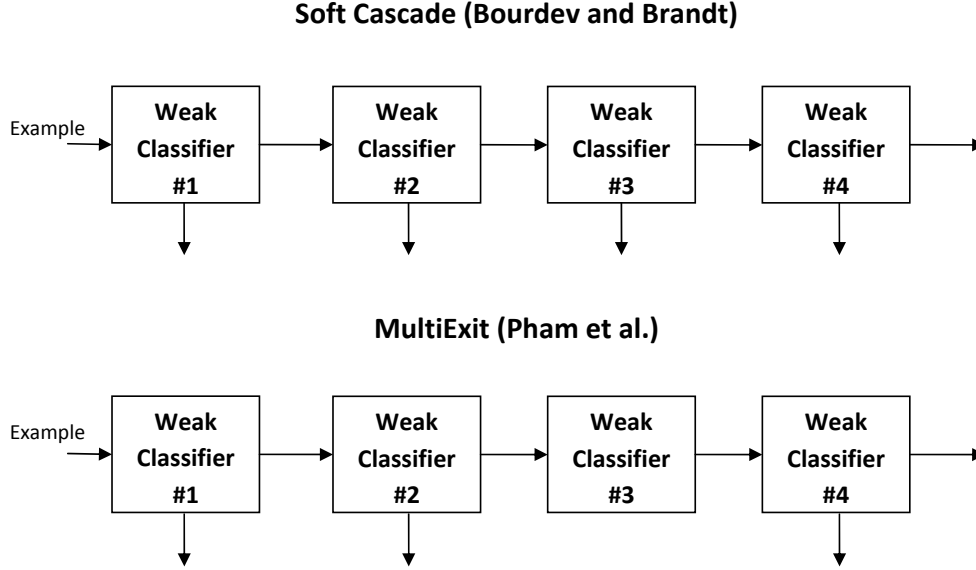 Soft Cascade (Bourdev and Brandt)
Example
Weak
Classifier
#1
Weak
Classifier
#2
Weak
Classifier
#3
Weak
Classifier
#4
MultiExit (Pham et al.)
Example
Weak
Classifier
#1
Weak
Classifier
#2
Weak
Classifier
#3
Weak
Classifier
#4